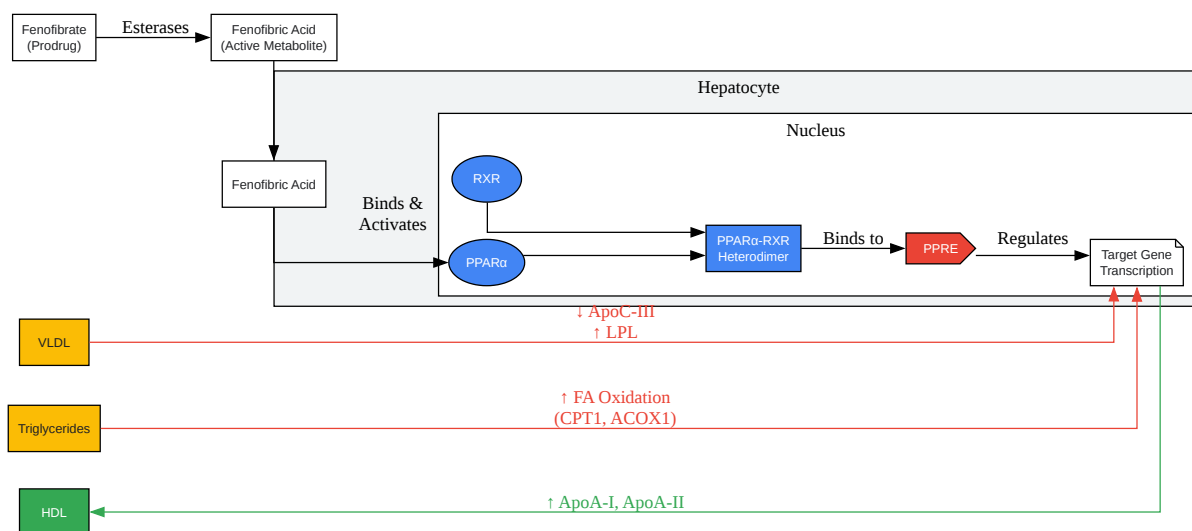 Fenofibrate
(Prodrug)
Esterases
Fenofibric Acid
(Active Metabolite)
Hepatocyte
Nucleus
Fenofibric Acid
Binds &
Activates
RXR
PPARα
PPARα-RXR
Heterodimer
Binds to
PPRE
Regulates
Target Gene
Transcription
↓ ApoC-III
↑ LPL
VLDL
↑ FA Oxidation
(CPT1, ACOX1)
Triglycerides
↑ ApoA-I, ApoA-II
HDL